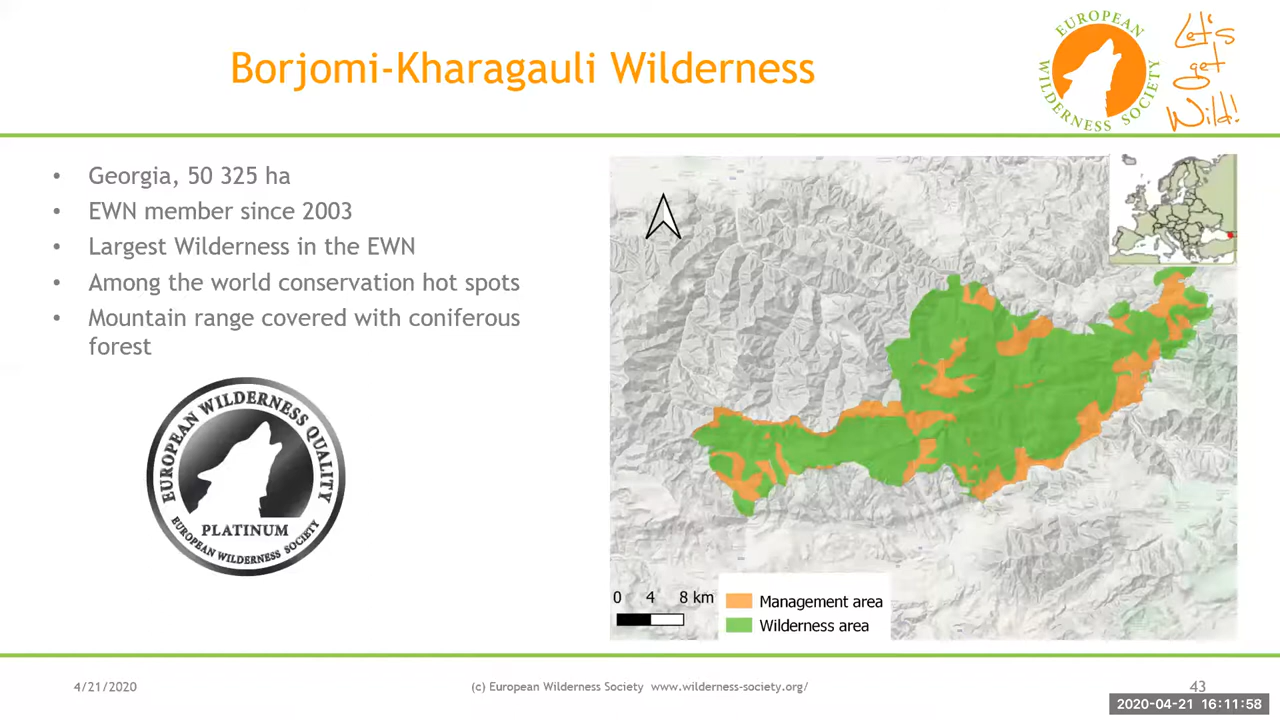 Borjomi-Kharagauli Wilderness
EUROPEAN
WILDERNESS SOCIETY
Let's
get
Wild!
• Georgia, 50 325 ha
• EWN member since 2003
• Largest Wilderness in the EWN
• Among the world conservation hot spots
• Mountain range covered with coniferous
forest
EUROPEAN WILDERNESS QUALITY
PLATINUM
EUROPEAN WILDERNESS SOCIETY
0 4 8 km
Management area
Wilderness area
4/21/2020
(c) European Wilderness Society www.wilderness-society.org/
43
2020-04-21 16:11:58